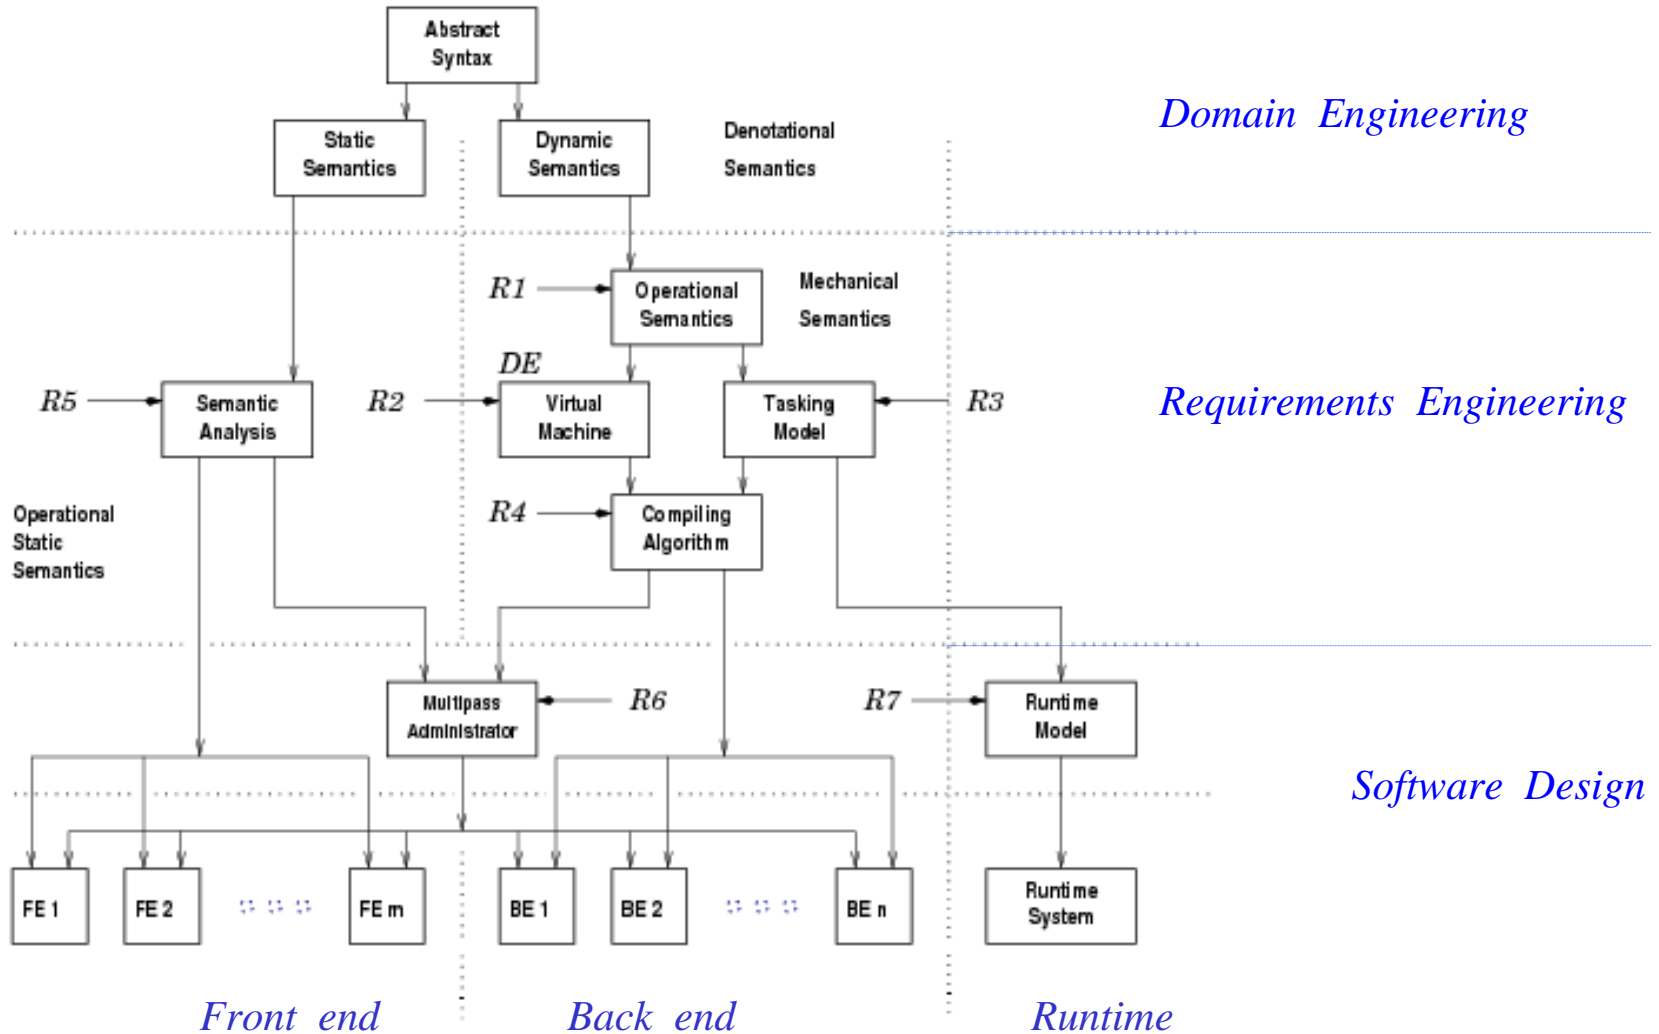 Abstract
Syntax
Domain Engineering
Static
Semantics
Dynamic
Semantics
Denotational
Semantics
R1
Operational
Semantics
Mechanical
Semantics
DE
R5
Semantic
Analysis
R2
Virtual
Machine
Tasking
Model
R3
Requirements Engineering
Operational
Static
Semantics
R4
Compiling
Algorithm
Multipass
Administrator
R6
R7
Runtime
Model
Software Design
FE 1
FE 2
FE m
BE 1
BE 2
BE n
Runtime
System
Front end
Back end
Runtime